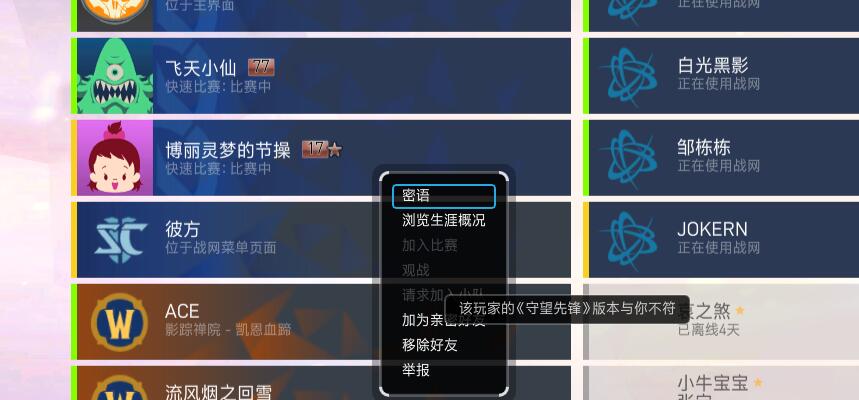 位于主界面
飞天小仙 77
快速比赛:比赛中
博丽灵梦的节操 17
快速比赛:比赛中
彼方
位于战网菜单页面
ACE
影踪禅院 - 凯恩血蹄
流风烟之回雪
密语
浏览生涯概况
加入比赛
观战
请求加入小队
该玩家的《守望先锋》版本与你不符
加为亲密好友
移除好友
举报
正在使用战网
白光黑影
正在使用战网
邹栋栋
正在使用战网
JOKERN
正在使用战网
之煞
已离线4天
小牛宝宝